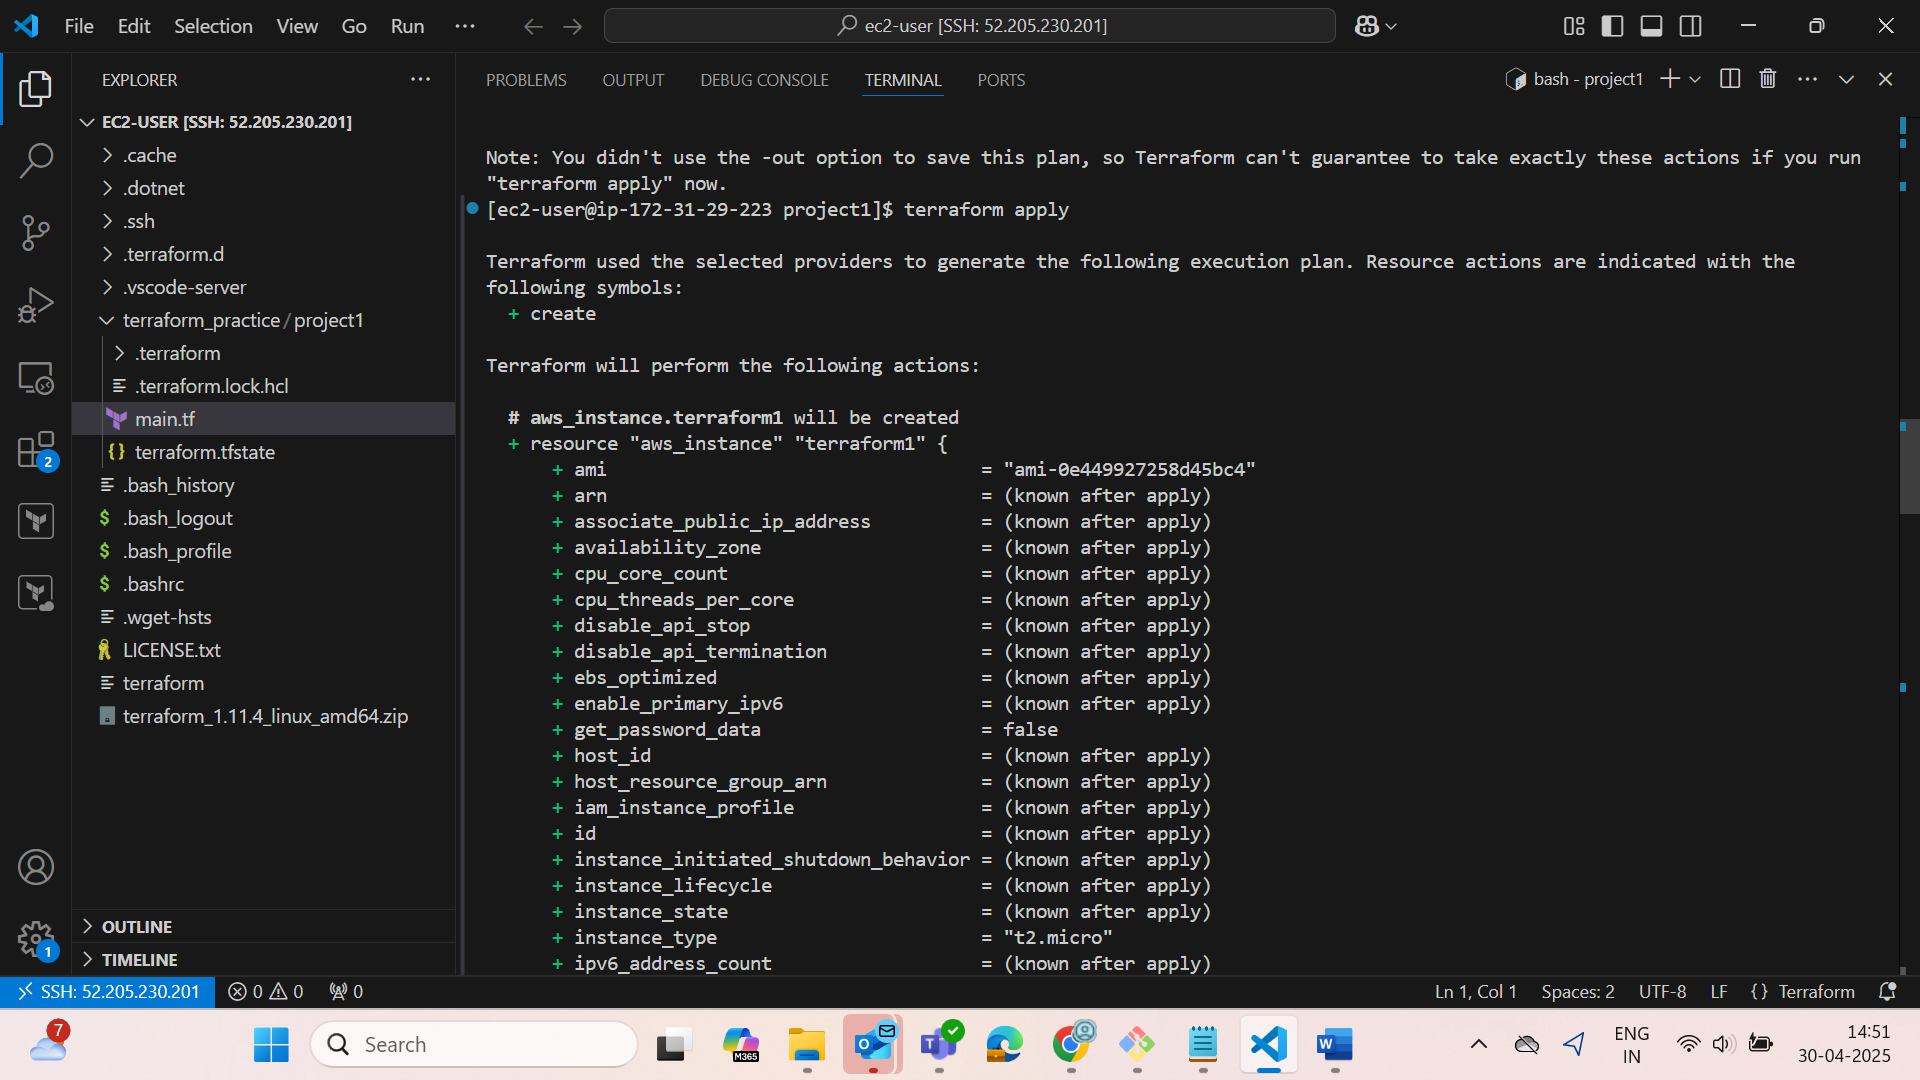 File Edit Selection View Go Run ···
ec2-user [SSH: 52.205.230.201]
EXPLORER ···
EC2-USER [SSH: 52.205.230.201]
.cache
.dotnet
.ssh
.terraform.d
.vscode-server
terraform_practice / project1
.terraform
.terraform.lock.hcl
main.tf
{} terraform.tfstate
.bash_history
$ .bash_logout
$ .bash_profile
$ .bashrc
.wget-hsts
LICENSE.txt
terraform
terraform_1.11.4_linux_amd64.zip
OUTLINE
TIMELINE
2
1
PROBLEMS OUTPUT DEBUG CONSOLE TERMINAL PORTS
bash - project1
Note: You didn't use the -out option to save this plan, so Terraform can't guarantee to take exactly these actions if you run
"terraform apply" now.
[ec2-user@ip-172-31-29-223 project1]$ terraform apply
Terraform used the selected providers to generate the following execution plan. Resource actions are indicated with the
following symbols:
+ create
Terraform will perform the following actions:
# aws_instance.terraform1 will be created
+ resource "aws_instance" "terraform1" {
+ ami = "ami-0e449927258d45bc4"
+ arn = (known after apply)
+ associate_public_ip_address = (known after apply)
+ availability_zone = (known after apply)
+ cpu_core_count = (known after apply)
+ cpu_threads_per_core = (known after apply)
+ disable_api_stop = (known after apply)
+ disable_api_termination = (known after apply)
+ ebs_optimized = (known after apply)
+ enable_primary_ipv6 = (known after apply)
+ get_password_data = false
+ host_id = (known after apply)
+ host_resource_group_arn = (known after apply)
+ iam_instance_profile = (known after apply)
+ id = (known after apply)
+ instance_initiated_shutdown_behavior = (known after apply)
+ instance_lifecycle = (known after apply)
+ instance_state = (known after apply)
+ instance_type = "t2.micro"
+ ipv6_address_count = (known after apply)
SSH: 52.205.230.201 0 0 0
Ln 1, Col 1 Spaces: 2 UTF-8 LF {} Terraform
7
Search
M365
ENG
IN
14:51
30-04-2025